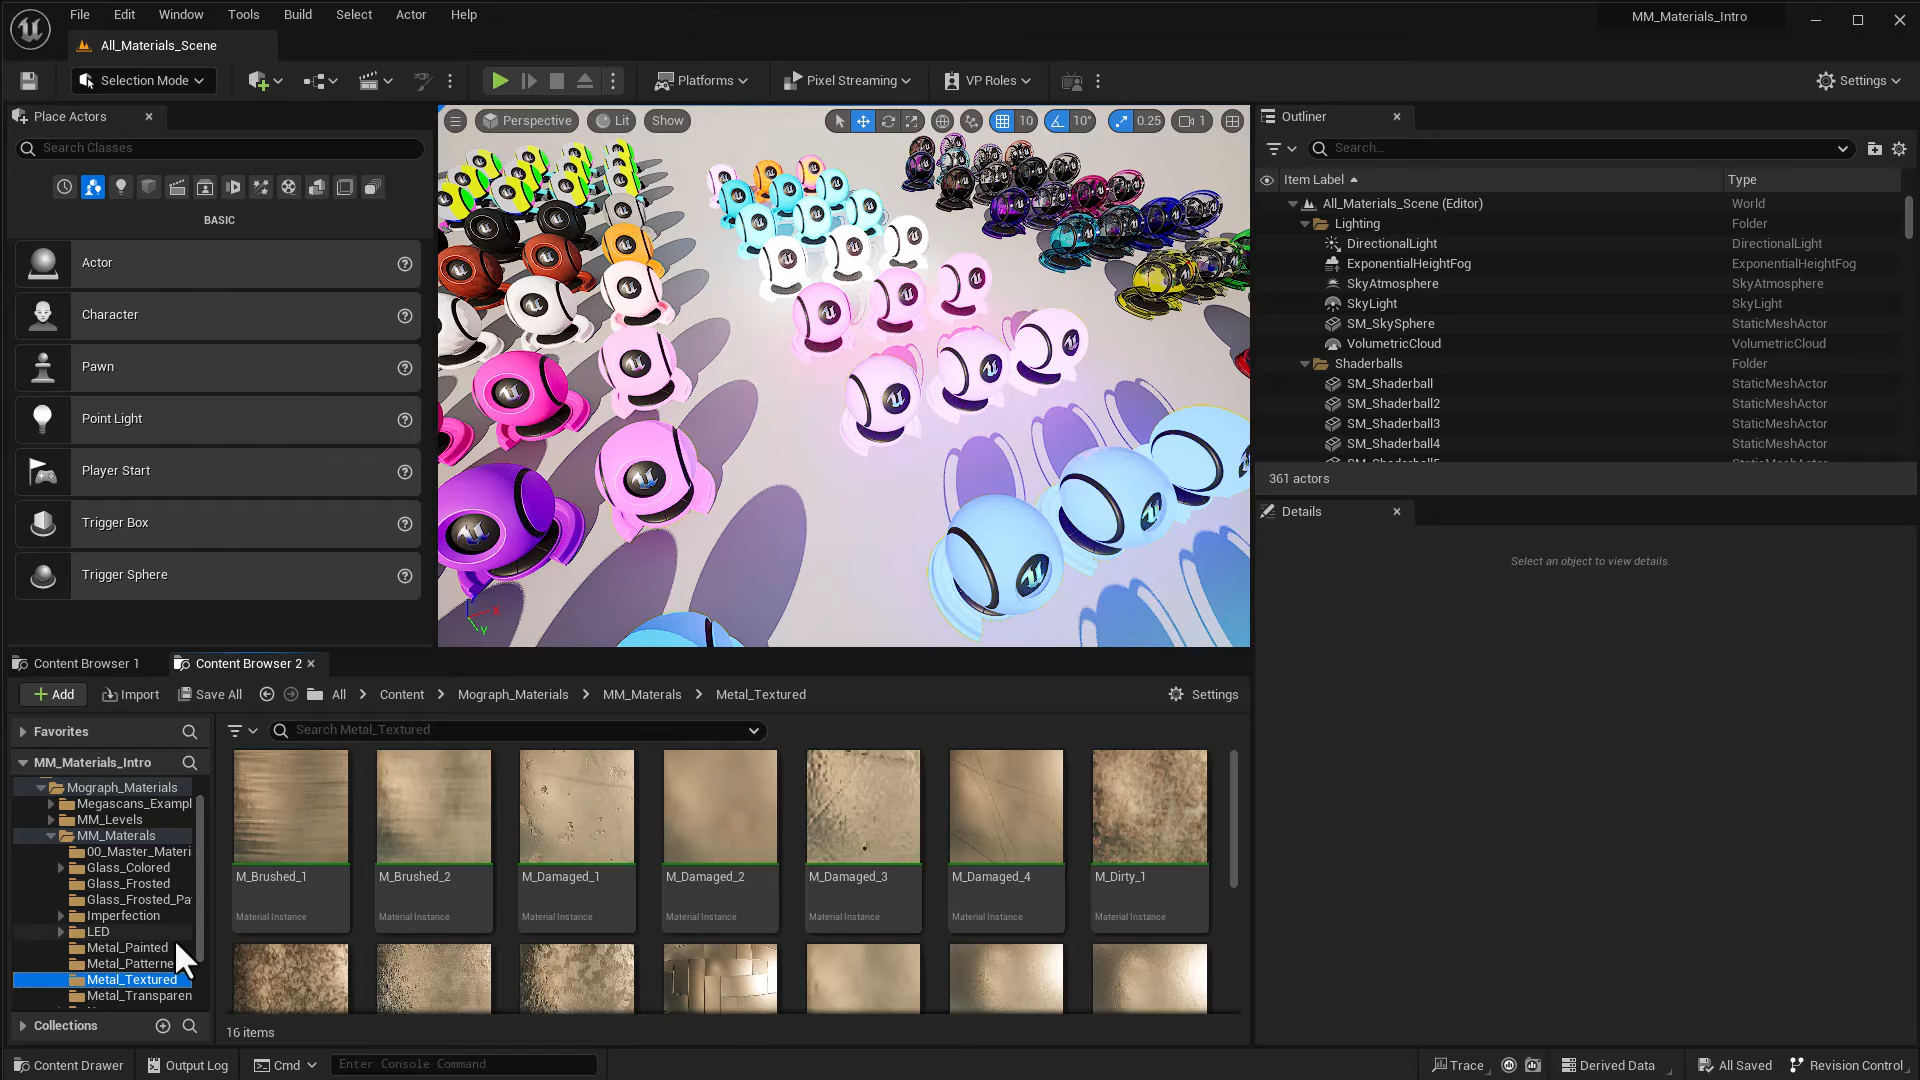 File Edit Window Tools Build Select Actor Help
MM_Materials_Intro
All_Materials_Scene
Selection Mode
Platforms
Pixel Streaming
VP Roles
Settings
Place Actors
Search Classes
BASIC
Actor
Character
Pawn
Point Light
Player Start
Trigger Box
Trigger Sphere
Perspective
Lit
Show
10
10°
0.25
1
X
Y
Outliner
Search...
Item Label Type
All_Materials_Scene (Editor) World
Lighting Folder
DirectionalLight DirectionalLight
ExponentialHeightFog ExponentialHeightFog
SkyAtmosphere SkyAtmosphere
SkyLight SkyLight
SM_SkySphere StaticMeshActor
VolumetricCloud VolumetricCloud
Shaderballs Folder
SM_Shaderball StaticMeshActor
SM_Shaderball2 StaticMeshActor
SM_Shaderball3 StaticMeshActor
SM_Shaderball4 StaticMeshActor
361 actors
Details
Select an object to view details.
Content Browser 1
Content Browser 2
Add
Import
Save All
All
Content
Mograph_Materials
MM_Materals
Metal_Textured
Settings
Favorites
MM_Materials_Intro
Mograph_Materials
Megascans_Exampl
MM_Levels
MM_Materals
00_Master_Materi
Glass_Colored
Glass_Frosted
Glass_Frosted_Pa
Imperfection
LED
Metal_Painted
Metal_Patterne
Metal_Textured
Metal_Transparen
Collections
Search Metal_Textured
M_Brushed_1
Material Instance
M_Brushed_2
Material Instance
M_Damaged_1
Material Instance
M_Damaged_2
Material Instance
M_Damaged_3
Material Instance
M_Damaged_4
Material Instance
M_Dirty_1
Material Instance
16 items
Content Drawer
Output Log
Cmd
Enter Console Command
Trace
Derived Data
All Saved
Revision Control